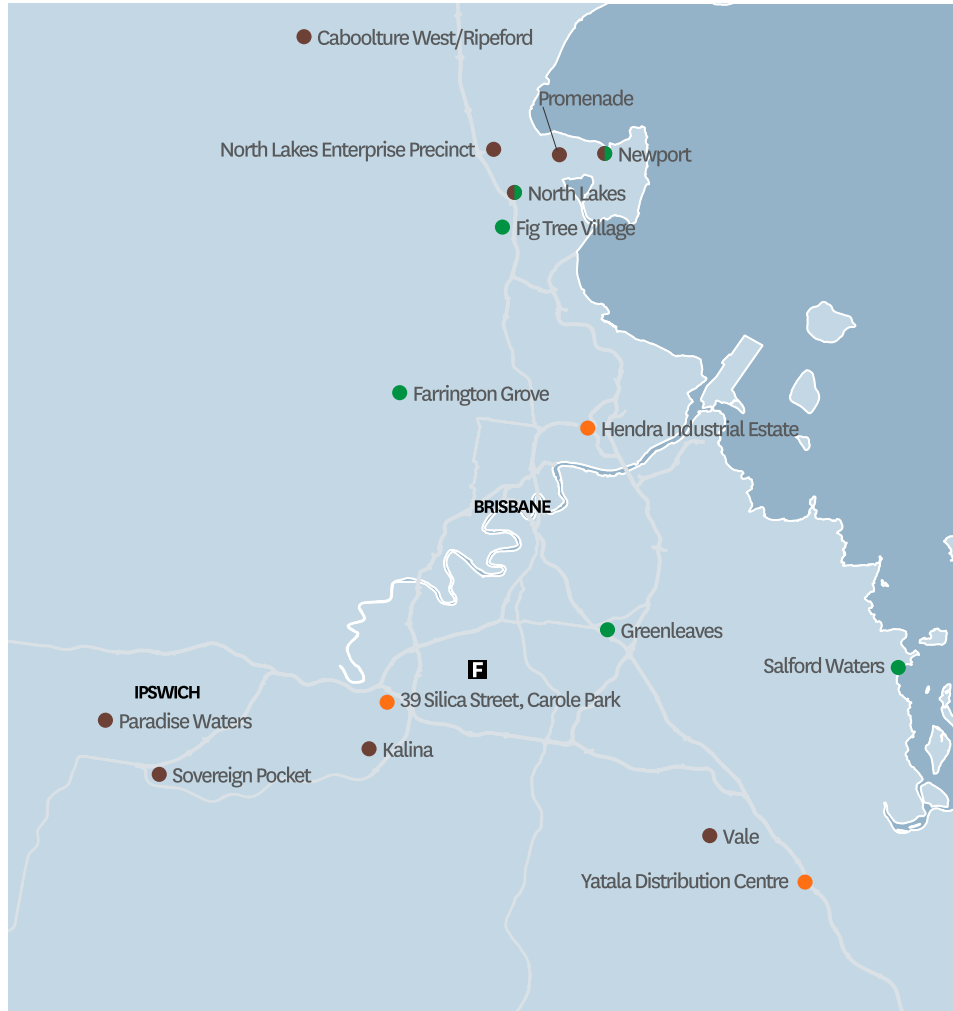 Caboolture West/Ripeford
Promenade
North Lakes Enterprise Precinct
Newport
North Lakes
Fig Tree Village
Farrington Grove
Hendra Industrial Estate
BRISBANE
Greenleaves
Salford Waters
F
IPSWICH
39 Silica Street, Carole Park
Paradise Waters
Kalina
Sovereign Pocket
Vale
Yatala Distribution Centre